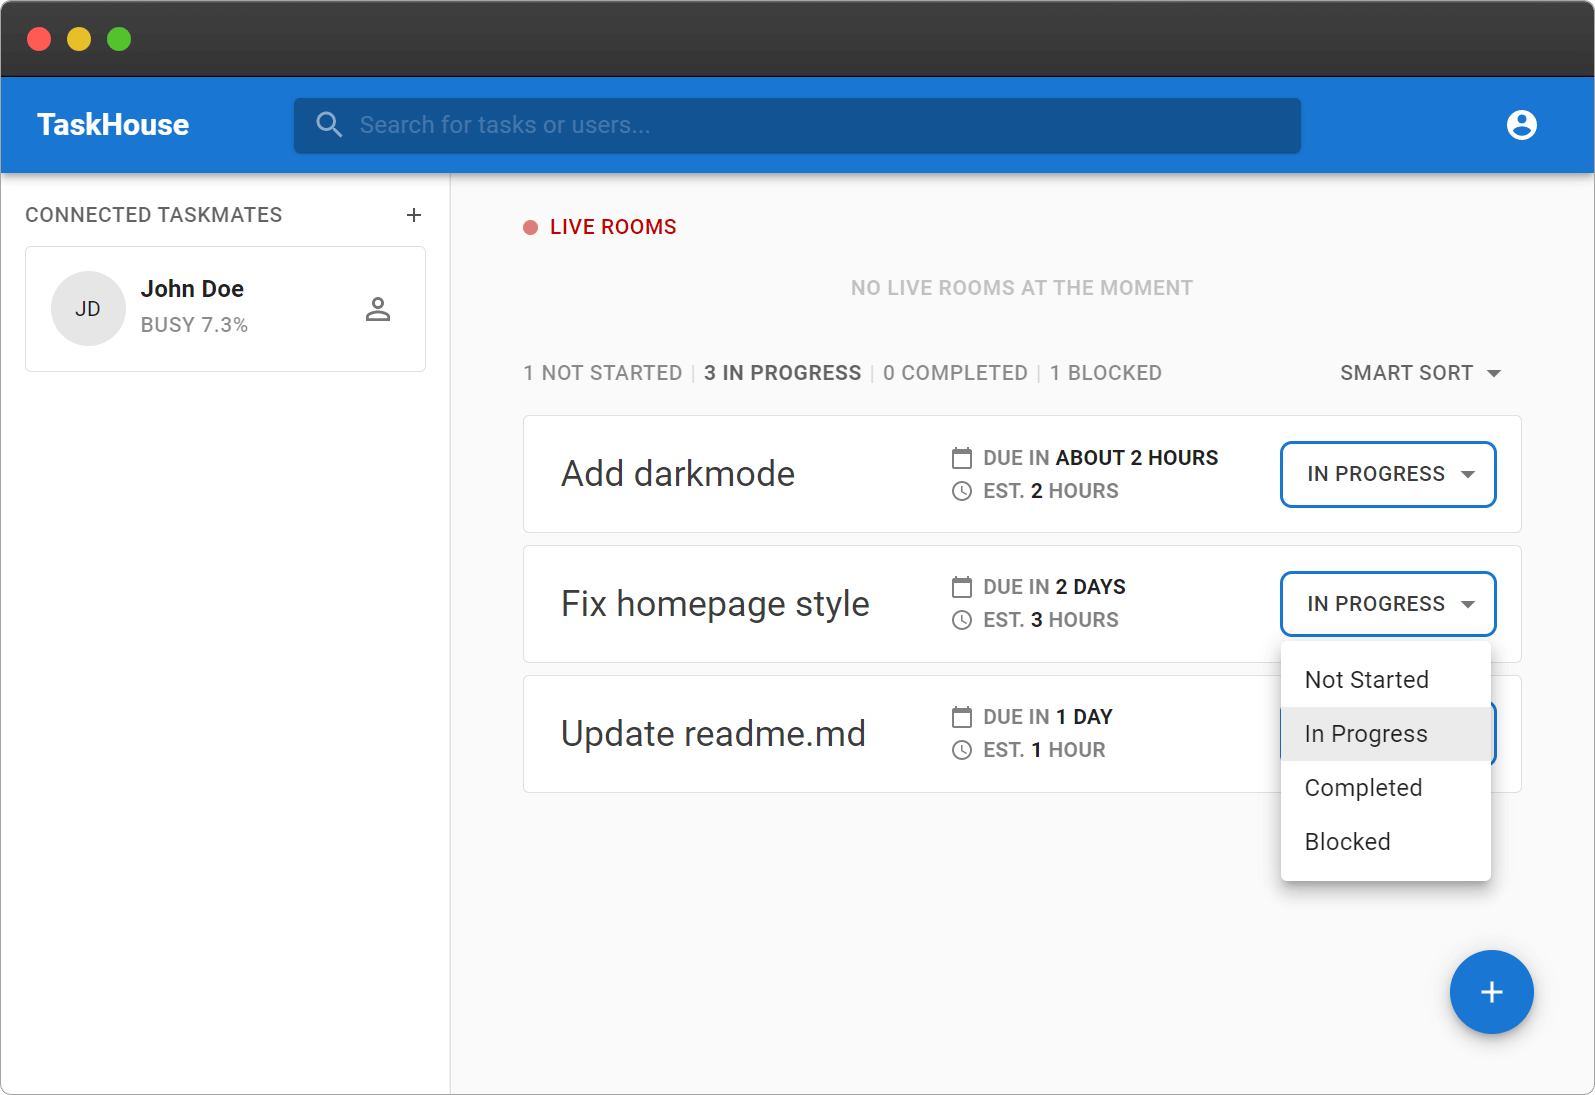 TaskHouse
Search for tasks or users...
CONNECTED TASKMATES
JD
John Doe
BUSY 7.3%
LIVE ROOMS
NO LIVE ROOMS AT THE MOMENT
1 NOT STARTED | 3 IN PROGRESS | 0 COMPLETED | 1 BLOCKED
SMART SORT
Add darkmode
DUE IN ABOUT 2 HOURS
EST. 2 HOURS
IN PROGRESS
Fix homepage style
DUE IN 2 DAYS
EST. 3 HOURS
IN PROGRESS
Update readme.md
DUE IN 1 DAY
EST. 1 HOUR
Not Started
In Progress
Completed
Blocked